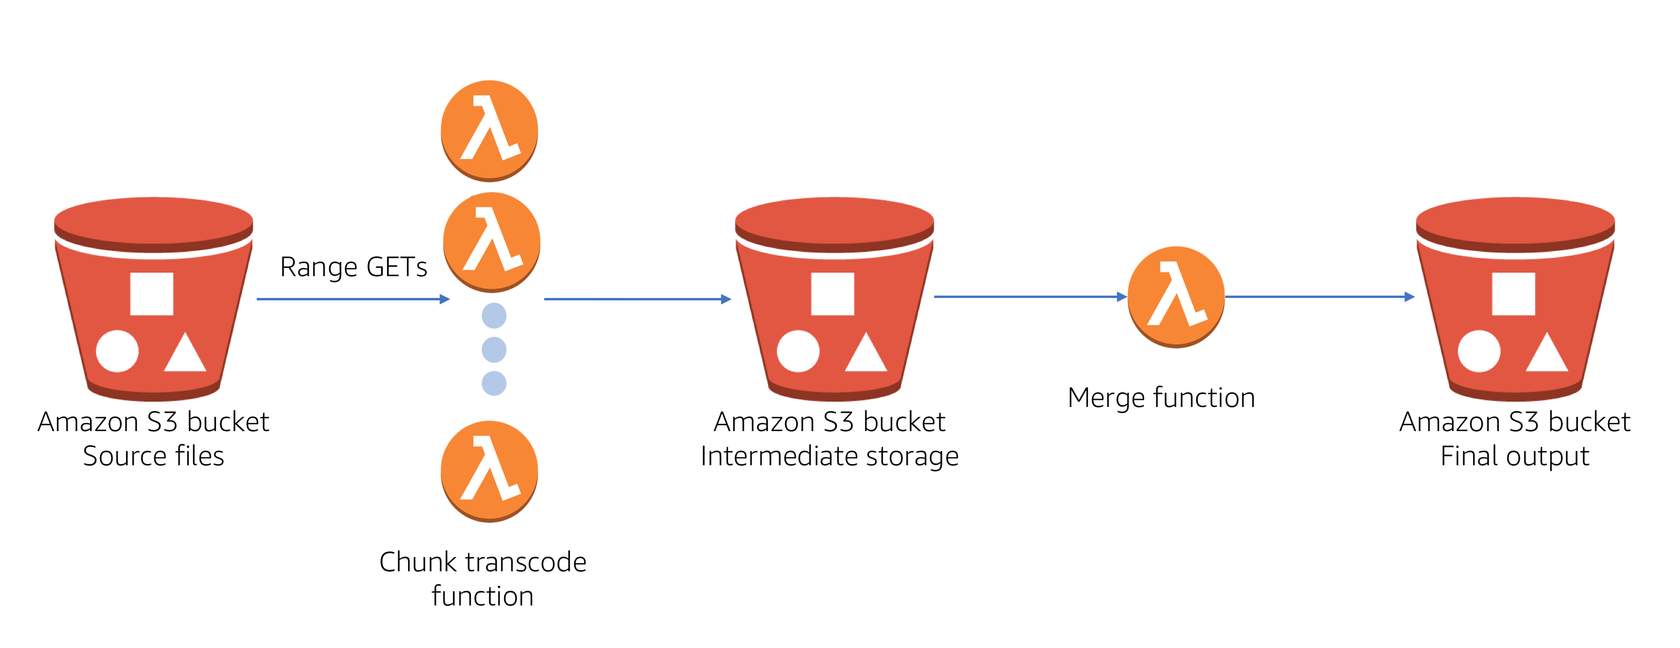 Range GETs
Amazon S3 bucket
Source files
Chunk transcode
function
Amazon S3 bucket
Intermediate storage
Merge function
Amazon S3 bucket
Final output